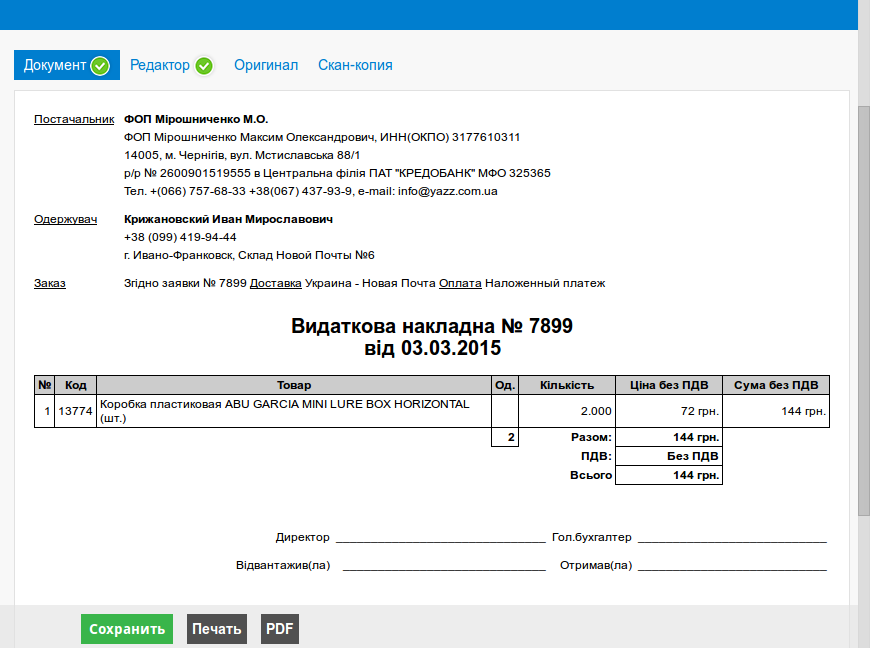 Документ Редактор Оригинал Скан-копия
Постачальник ФОП Мірошниченко М.О.
ФОП Мірошниченко Максим Олександрович, ИНН(ОКПО) 3177610311
14005, м. Чернігів, вул. Мстиславська 88/1
р/р № 2600901519555 в Центральна філія ПАТ "КРЕДОБАНК" МФО 325365
Тел. +(066) 757-68-33 +38(067) 437-93-9, e-mail: info@yazz.com.ua
Одержувач Крижановский Иван Мирославович
+38 (099) 419-94-44
г. Ивано-Франковск, Склад Новой Почты №6
Заказ Згідно заявки № 7899 Доставка Украина - Новая Почта Оплата Наложенный платеж
Видаткова накладна № 7899
від 03.03.2015
№ Код Товар Од. Кількість Ціна без ПДВ Сума без ПДВ
1 13774 Коробка пластиковая ABU GARCIA MINI LURE BOX HORIZONTAL (шт.) 2.000 72 грн. 144 грн.
2 Разом: 144 грн.
ПДВ: Без ПДВ
Всього 144 грн.
Директор Гол.бухгалтер
Відвантажив(ла) Отримав(ла)
Сохранить Печать PDF